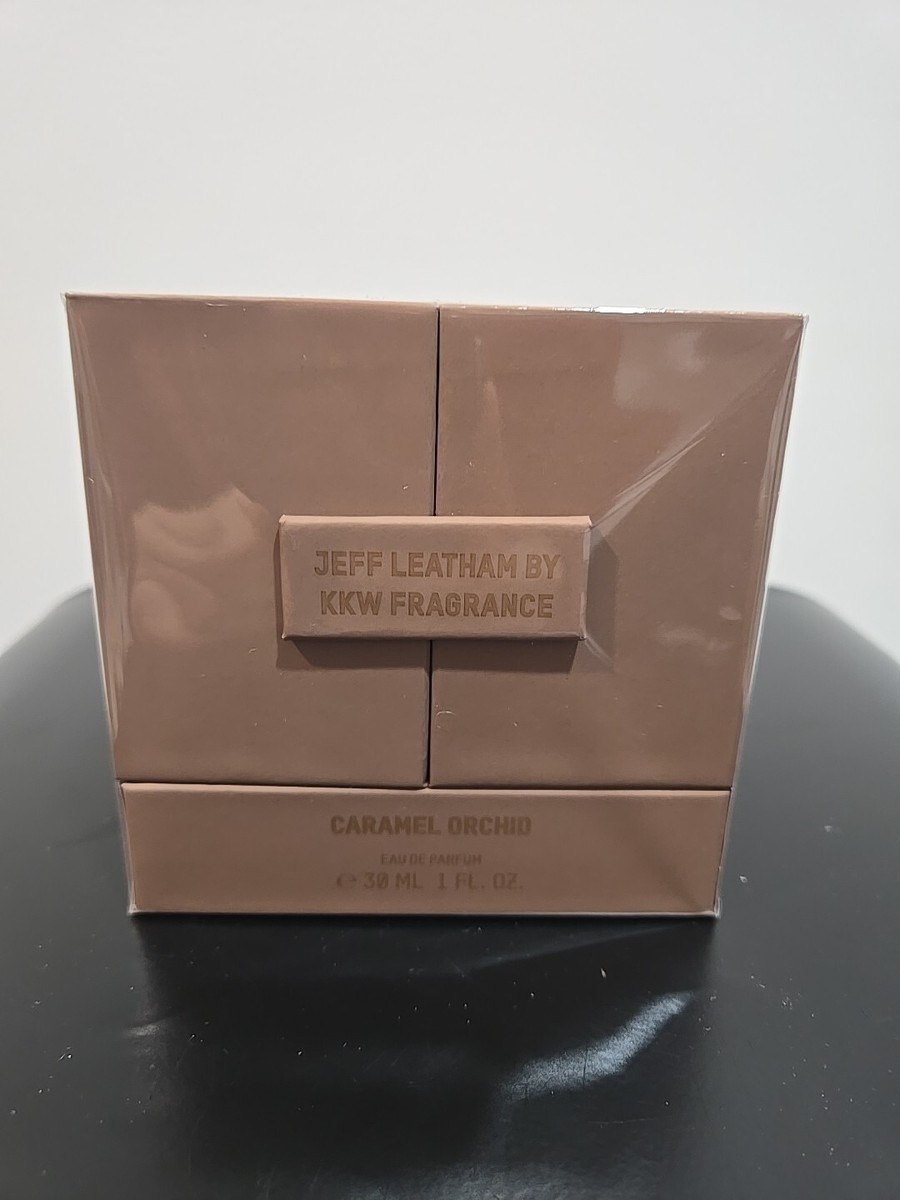 JEFF LEATHAM BY
KKW FRAGRANCE
CARAMEL ORCHID
EAU DE PARFUM
℮ 30 ML 1 FL. OZ.